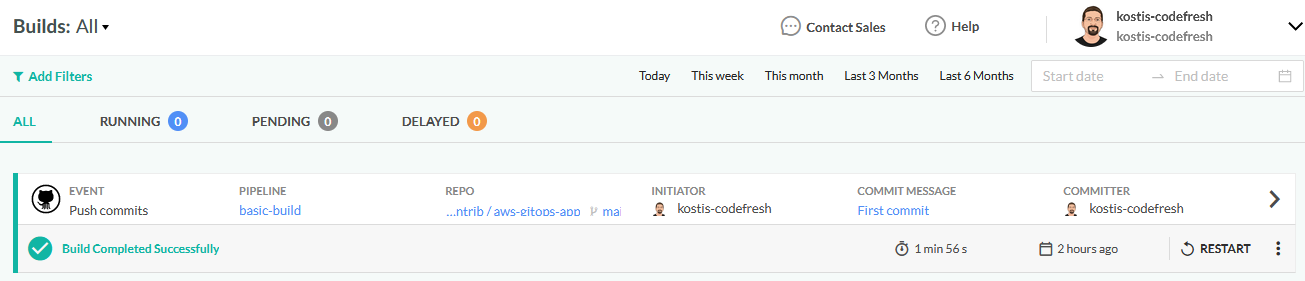 Builds: All
Contact Sales
Help
kostis-codefresh
kostis-codefresh
Add Filters
Today This week This month Last 3 Months Last 6 Months Start date End date
ALL RUNNING 0 PENDING 0 DELAYED 0
EVENT PIPELINE REPO INITIATOR COMMIT MESSAGE COMMITTER
Push commits basic-build ...ntrib / aws-gitops-app mai kostis-codefresh First commit kostis-codefresh
Build Completed Successfully 1 min 56 s 2 hours ago RESTART